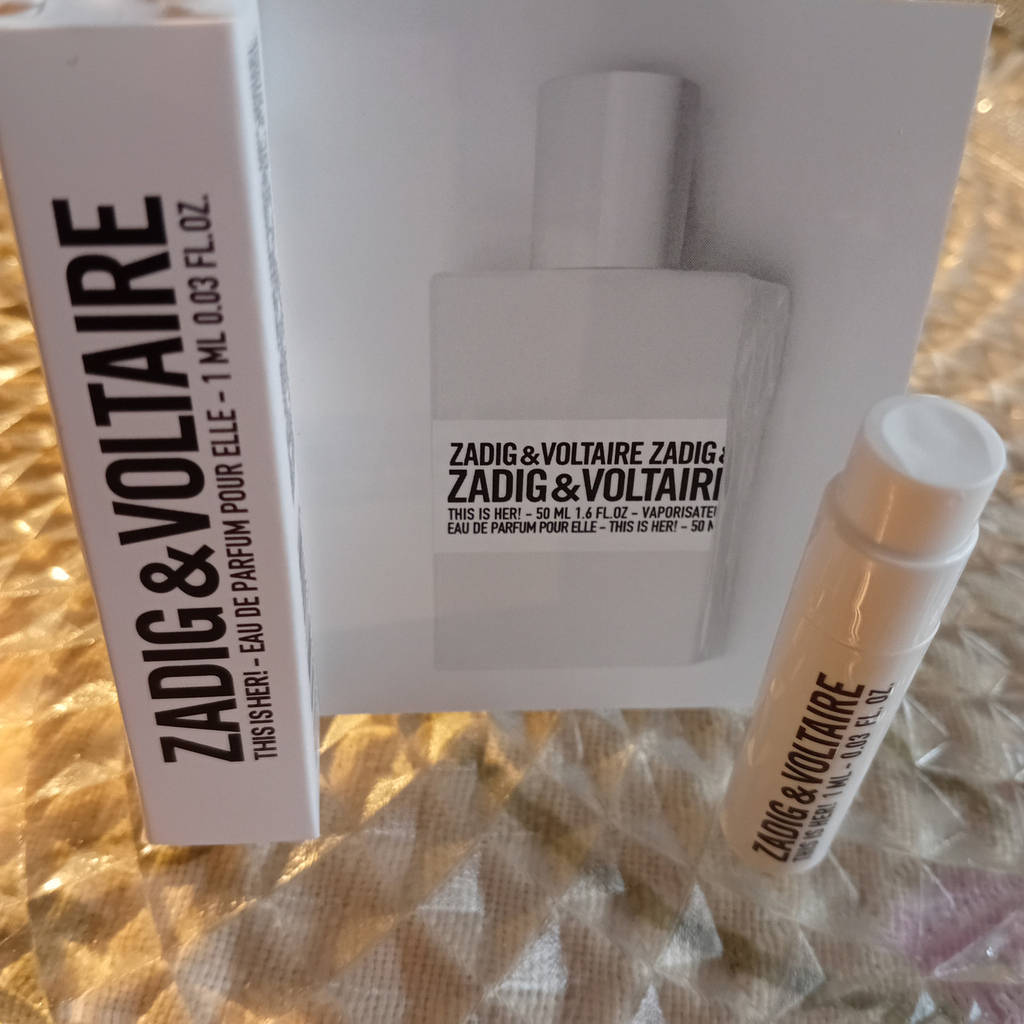 ZADIG&VOLTAIRE
THIS IS HER! - EAU DE PARFUM POUR ELLE - 1 ML 0.03 FL.OZ.
ZADIG&VOLTAIRE ZADIG&
ZADIG&VOLTAIRE
THIS IS HER! - 50 ML 1.6 FL.OZ - VAPORISATEU
EAU DE PARFUM POUR ELLE - THIS IS HER! - 50 M
ZADIG&VOLTAIRE
THIS IS HER! 1 ML - 0.03 FL. OZ.